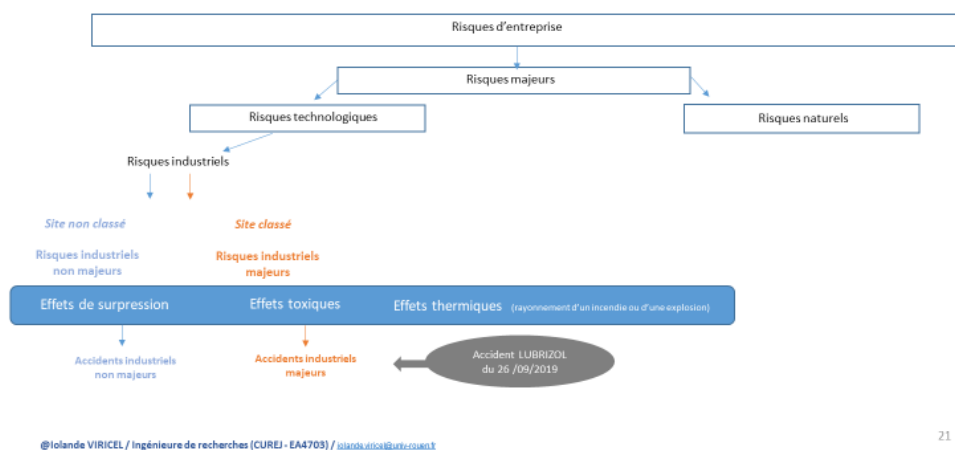 Risques d'entreprise
Risques majeurs
Risques technologiques
Risques naturels
Risques industriels
Site non classé
Site classé
Risques industriels
non majeurs
Risques industriels
majeurs
Effets de surpression
Effets toxiques
Effets thermiques (rayonnement d'un incendie ou d'une explosion)
Accidents industriels
non majeurs
Accidents industriels
majeurs
Accident LUBRIZOL
du 26 /09/2019
@Iolande VIRICEL / Ingénieure de recherches (CUREJ - EA4703) / iolande.viricel@univ-rouen.fr
21